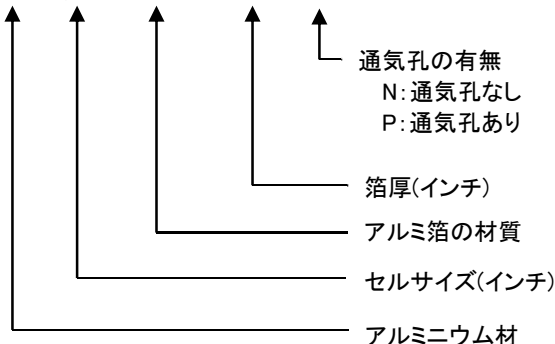 通気孔の有無
N:通気孔なし
P:通気孔あり
箔厚(インチ)
アルミ箔の材質
セルサイズ(インチ)
アルミニウム材